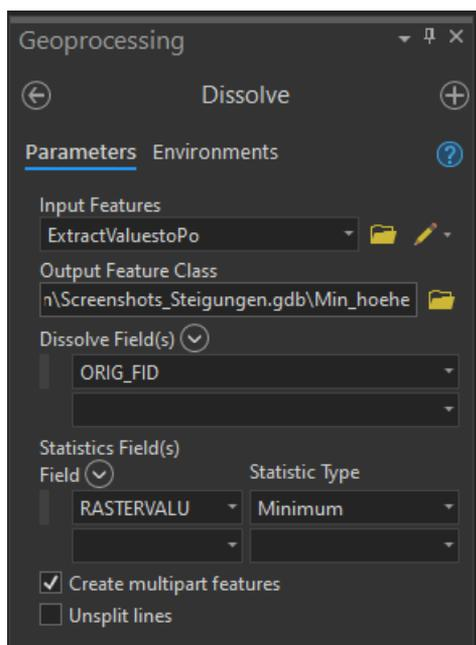 Geoprocessing
Dissolve
Parameters Environments
Input Features
ExtractValuestoPo
Output Feature Class
n\Screenshots_Steigungen.gdb\Min_hoehe
Dissolve Field(s)
ORIG_FID
Statistics Field(s)
Field Statistic Type
RASTERVALU Minimum
Create multipart features
Unsplit lines